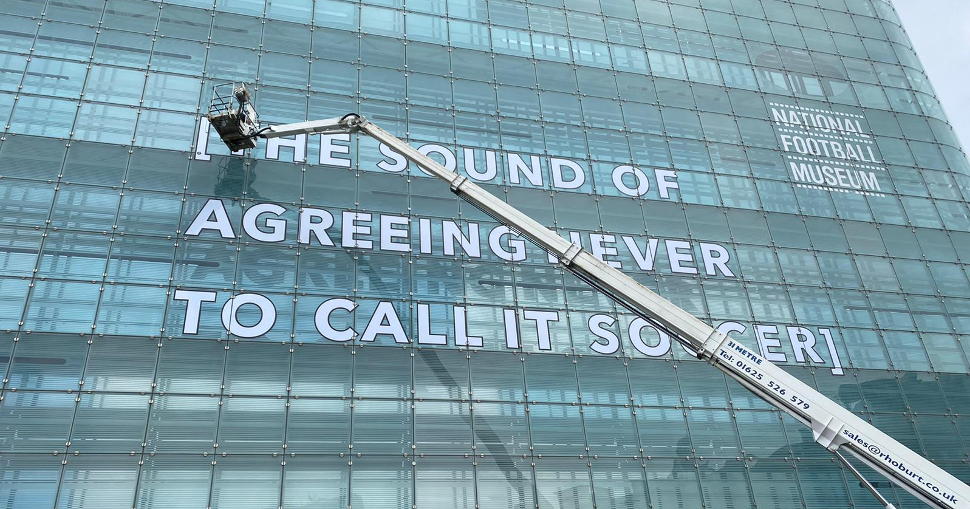 [THE SOUND OF
AGREEING NEVER
TO CALL IT SOCCER]
NATIONAL
FOOTBALL
MUSEUM
31 METRE
Tel: 01625 526 579
sales@rhoburt.co.uk